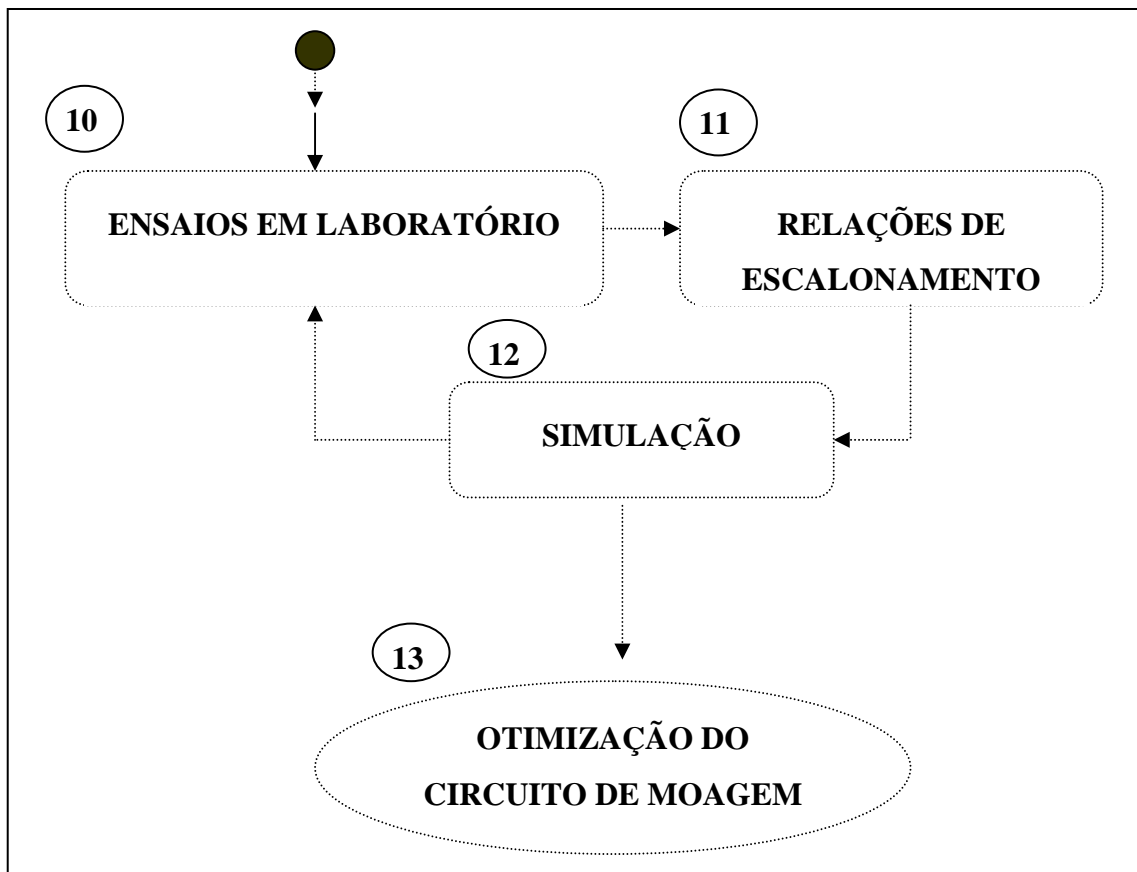 10
ENSAIOS EM LABORATÓRIO
11
RELAÇÕES DE
ESCALONAMENTO
12
SIMULAÇÃO
13
OTIMIZAÇÃO DO
CIRCUITO DE MOAGEM